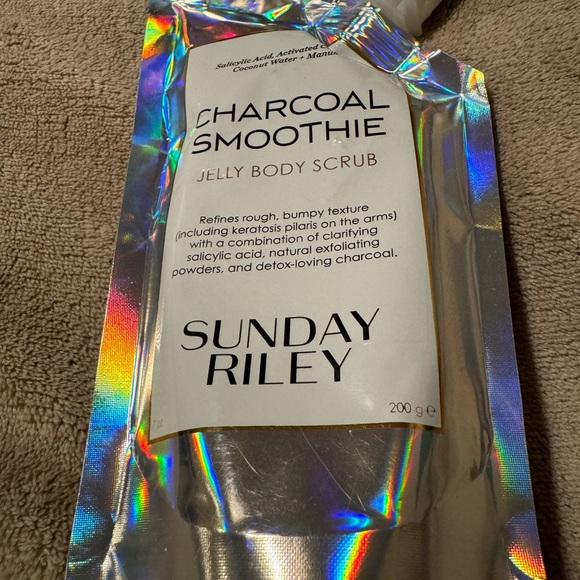 Salicylic Acid, Activated
Coconut Water +
CHARCOAL
SMOOTHIE
JELLY BODY SCRUB
Refines rough, bumpy texture
(including keratosis pilaris on the arms)
with a combination of clarifying
salicylic acid, natural exfoliating
powders, and detox-loving charcoal.
SUNDAY
RILEY
200 g e